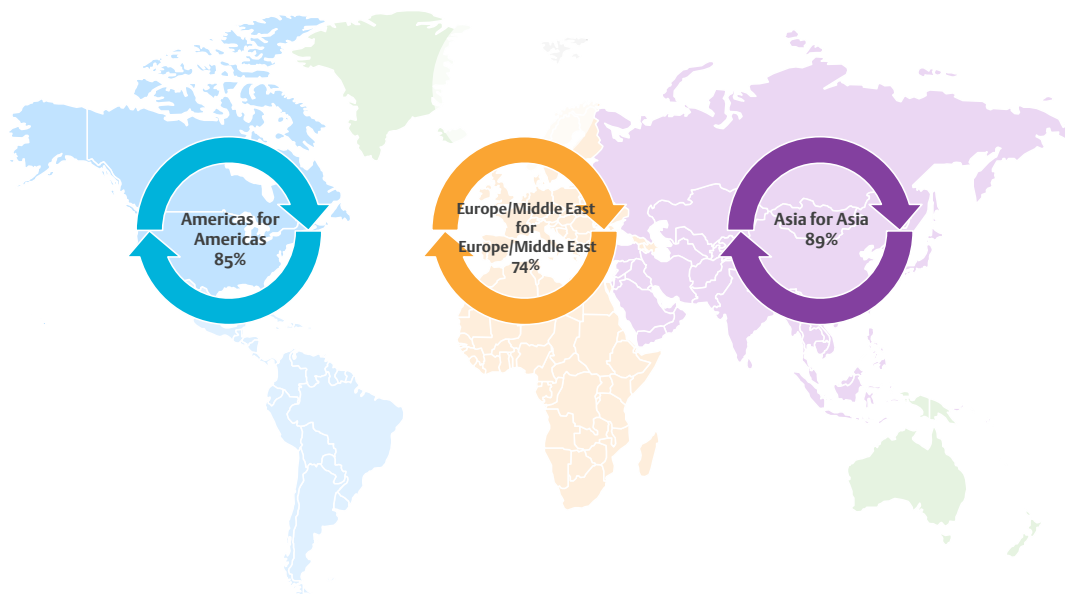 Americas for
Americas
85%
Europe/Middle East
for
Europe/Middle East
74%
Asia for Asia
89%